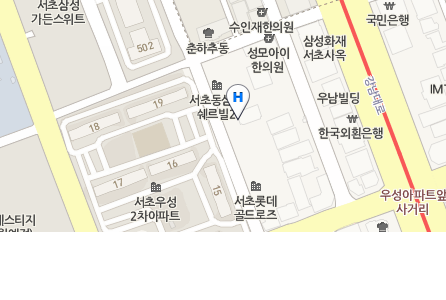 서초삼성
가든스위트
502
춘하추동
수인재한의원
성모아이
한의원
삼성화재
서초시옥
국민은행
IMT
서초동삼
쉐르빌2
H
우남빌딩
한국외환은행
강남대로
18
19
16
17
15
서초우성
2차아파트
서초롯데
골드로즈
우성아파트앞
사거리